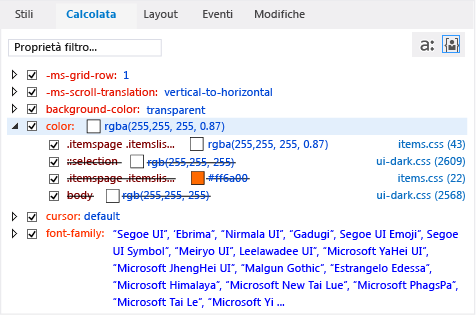 Stili Calcolata Layout Eventi Modifiche
Proprietà filtro... a:
-ms-grid-row: 1
-ms-scroll-translation: vertical-to-horizontal
background-color: transparent
color: rgba(255,255, 255, 0.87)
.itemspage .itemslis... rgba(255,255, 255, 0.87) items.css (43)
::selection rgb(255,255, 255) ui-dark.css (2609)
.itemspage .itemslis... #ff6a00 items.css (22)
body rgb(255,255, 255) ui-dark.css (2568)
cursor: default
font-family: “Segoe UI”, ‘Ebrima”, “Nirmala UI”, “Gadugi”, Segoe UI Emoji”, Segoe
UI Symbol”, “Meiryo UI”, Leelawadee UI”, “Microsoft YaHei UI”,
“Microsoft JhengHei UI”, “Malgun Gothic”, “Estrangelo Edessa”,
“Microsoft Himalaya”, “Microsoft New Tai Lue”, “Microsoft PhagsPa”,
“Microsoft Tai Le”, “Microsoft Yi ...